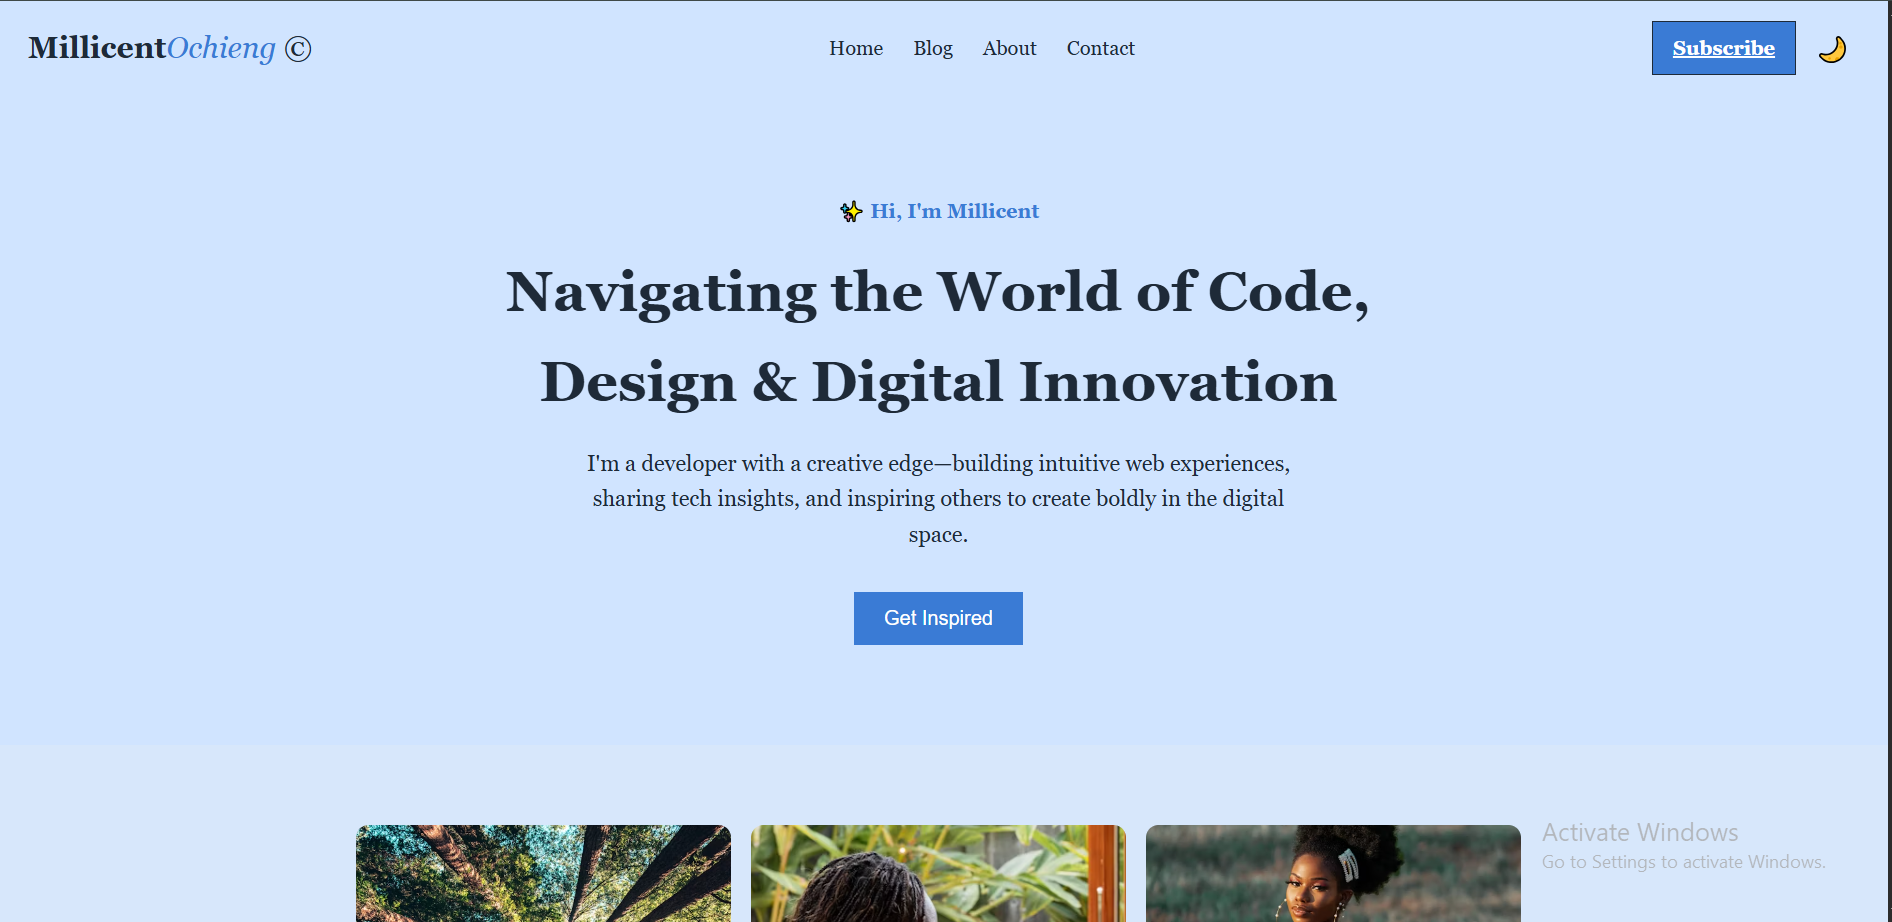 MillicentOchieng ©
Home Blog About Contact
Subscribe
Hi, I'm Millicent
Navigating the World of Code,
Design & Digital Innovation
I'm a developer with a creative edge—building intuitive web experiences,
sharing tech insights, and inspiring others to create boldly in the digital
space.
Get Inspired
Activate Windows
Go to Settings to activate Windows.